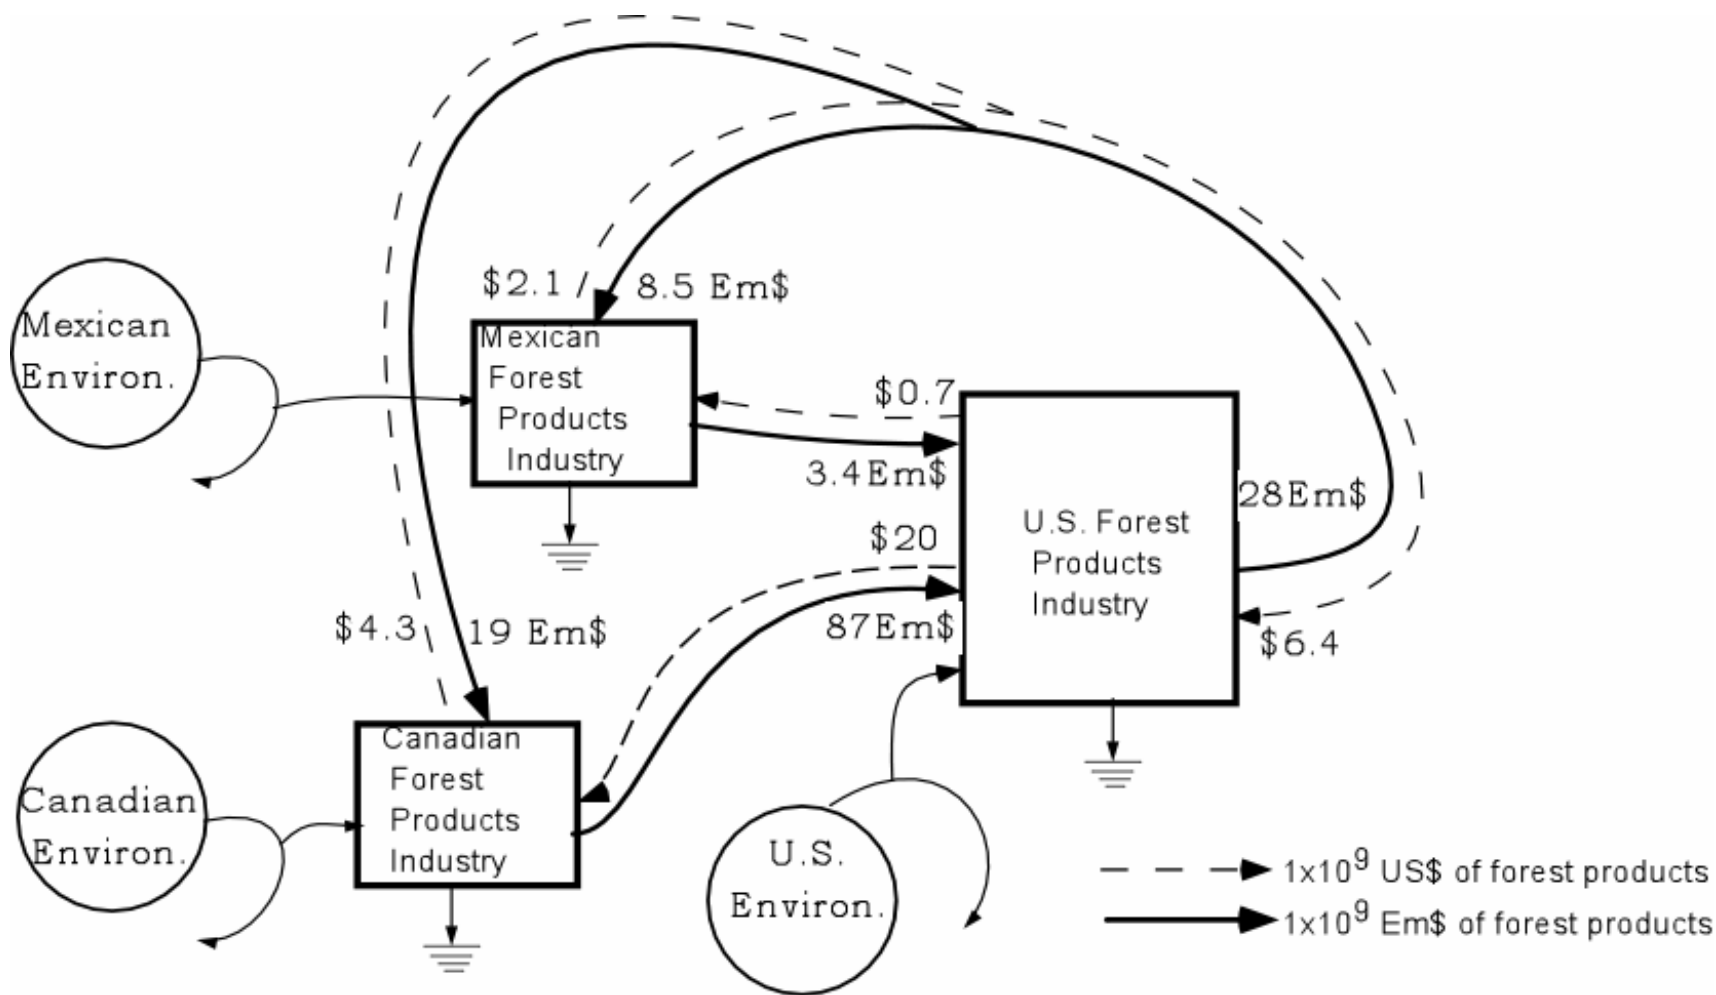 $2.1
8.5 Em$
Mexican
Environ.
Mexican
Forest
Products
Industry
$0.7
3.4Em$
$20
87Em$
U.S. Forest
Products
Industry
28Em$
$6.4
$4.3
19 Em$
Canadian
Forest
Products
Industry
Canadian
Environ.
U.S.
Environ.
1x10⁹ US$ of forest products
1x10⁹ Em$ of forest products